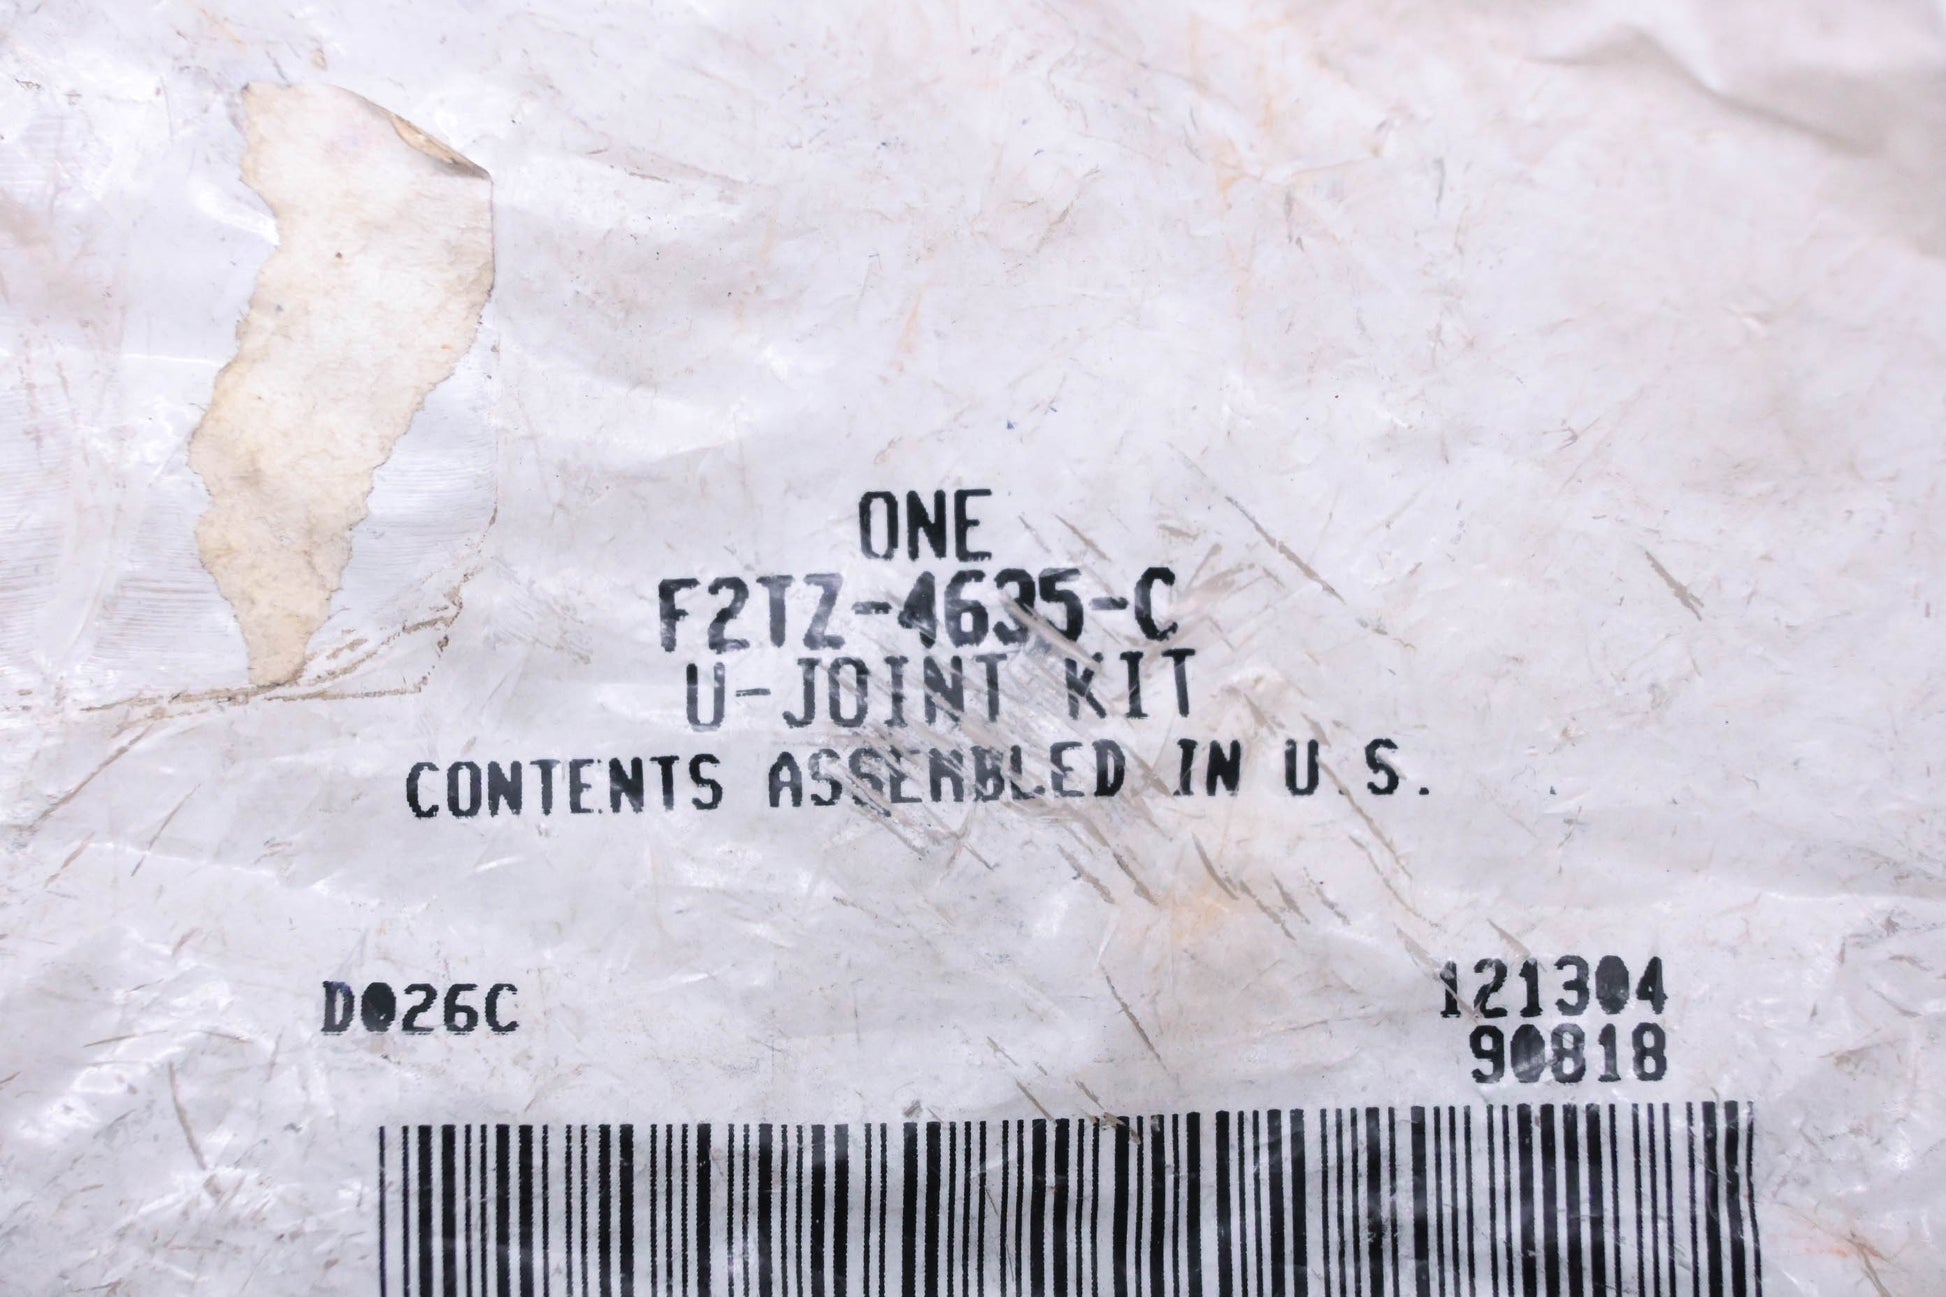 ONE
F2TZ-4635-C
U-JOINT KIT
CONTENTS ASSEMBLED IN U.S.
D026C
121304
90818